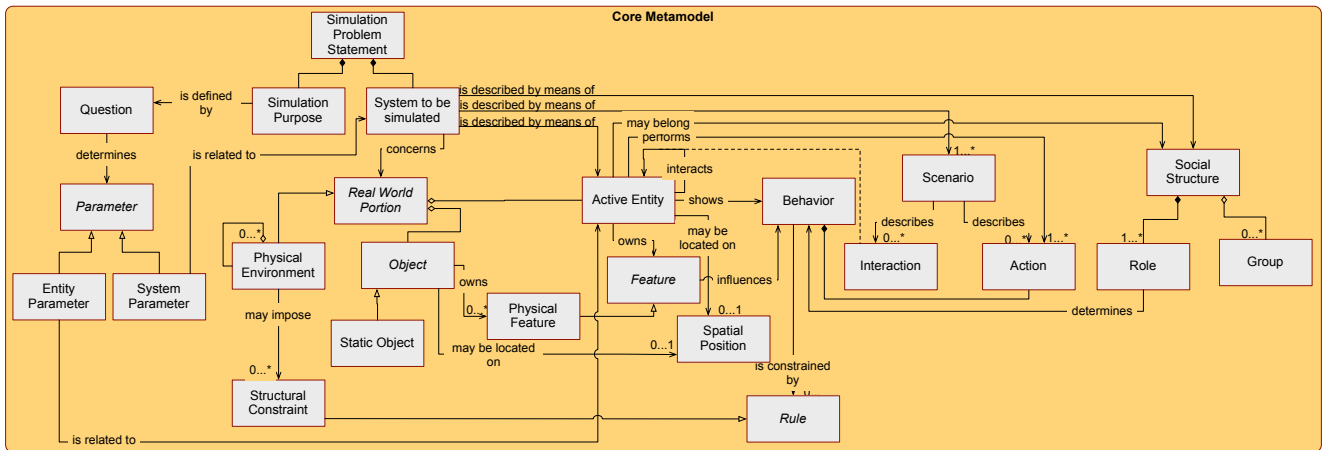 Core Metamodel
Simulation
Problem
Statement
Question
is defined
by
Simulation
Purpose
System to be
simulated
is described by means of
is described by means of
is described by means of
may belong
performs
interacts
determines
is related to
concerns
1...*
Scenario
Social
Structure
Parameter
Real World
Portion
Active Entity
shows
Behavior
describes
describes
0...*
Physical
Environment
Object
owns
may be
located on
owns
Feature
influences
0...*
Interaction
0...*
1...*
Action
1...*
Role
0...*
Group
Entity
Parameter
System
Parameter
may impose
0...*
Physical
Feature
0...1
Spatial
Position
determines
Static Object
may be located
on
0...1
is constrained
by
0...*
Structural
Constraint
Rule
is related to